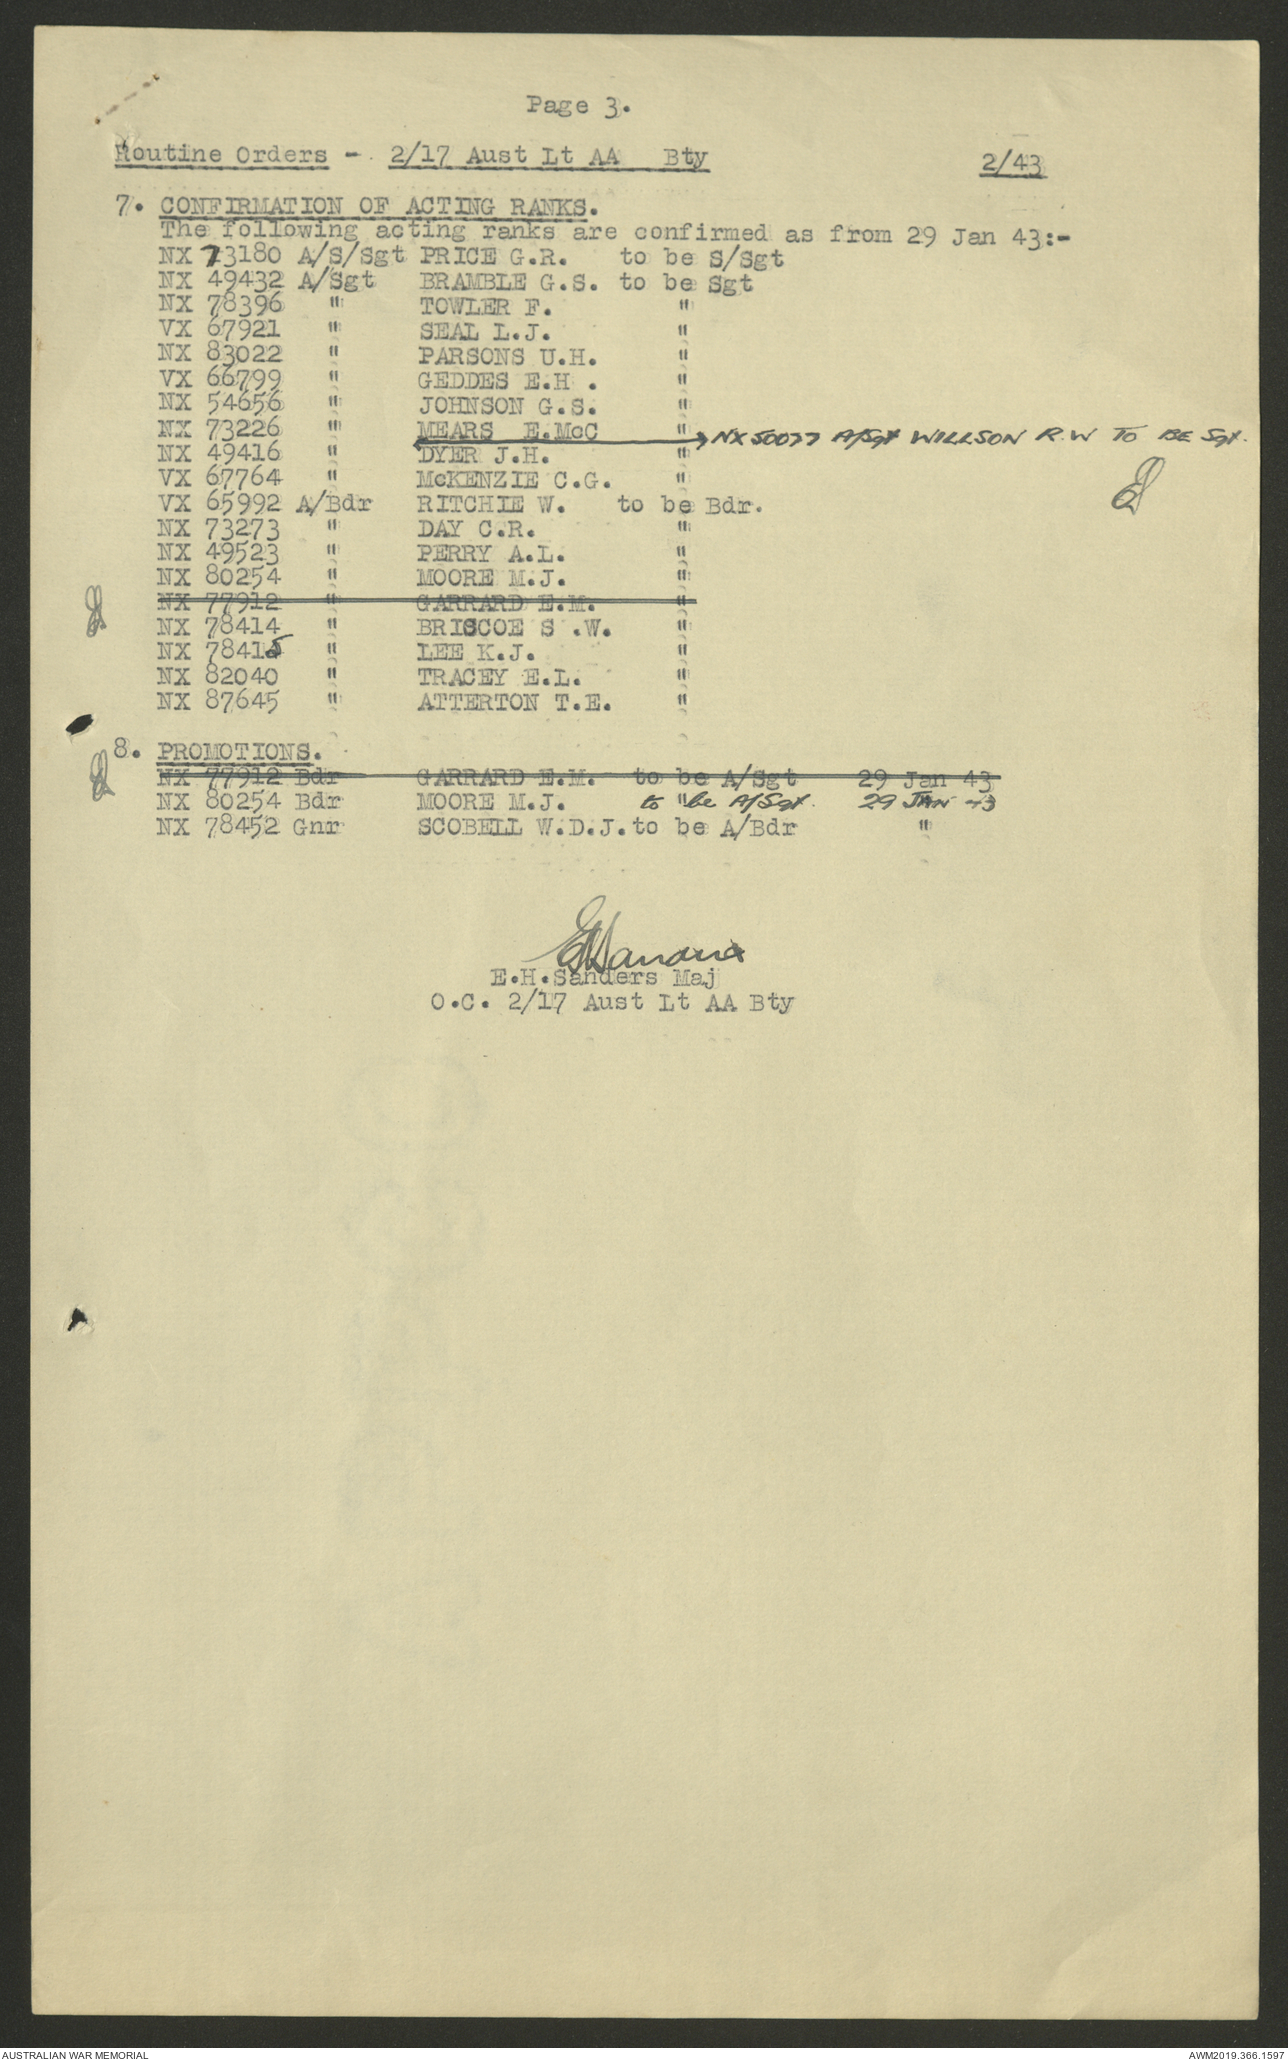 Page 3.
Routine Orders - 2/17 Aust Lt AA Bty 2/43
7. CONFIRMATION OF ACTING RANKS.
The following acting ranks are confirmed as from 29 Jan 43:-
NX 73180 A/S/Sgt PRICE G.R. to be S/Sgt
NX 49432 A/Sgt BRAMBLE G.S. to be Sgt
NX 78396 " TOWLER F. "
VX 67921 " SEAL L.J. "
NX 83022 " PARSONS U.H. "
VX 66799 " GEDDES E.H . "
NX 54656 " JOHNSON G.S. "
NX 73226 " MEARS E.McC " NX 50077 A/Sgt WILLSON R.W TO BE Sgt.
NX 49416 " DYER J.H. "
VX 67764 " McKENZIE C.G. "
VX 65992 A/Bdr RITCHIE W. to be Bdr.
NX 73273 " DAY C.R. "
NX 49523 " PERRY A.L. "
NX 80254 " MOORE M.J. "
NX 77912 " GARRARD E.M. "
NX 78414 " BRISCOE S .W. "
NX 78415 " LEE K.J. "
NX 82040 " TRACEY E.L. "
NX 87645 " ATTERTON T.E. "
8. PROMOTIONS.
NX 77912 Bdr GARRARD E.M. to be A/Sgt 29 Jan 43
NX 80254 Bdr MOORE M.J. to "be A/Sgt. 29 JAN 43
NX 78452 Gnr SCOBELL W.D.J. to be A/Bdr "
E.H.Sanders Maj
O.C. 2/17 Aust Lt AA Bty
AUSTRALIAN WAR MEMORIAL AWM2019.366.1597